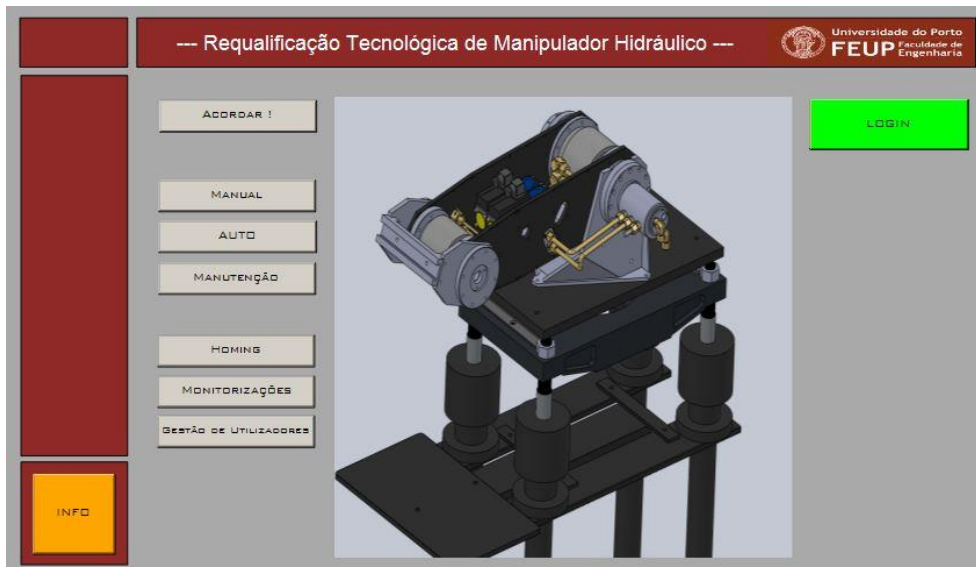 --- Requalificação Tecnológica de Manipulador Hidráulico ---
Universidade do Porto
FEUP Faculdade de
Engenharia
ACORDAR !
LOGIN
MANUAL
AUTO
MANUTENÇÃO
HOMING
MONITORIZAÇÕES
GESTÃO DE UTILIZADORES
INFO